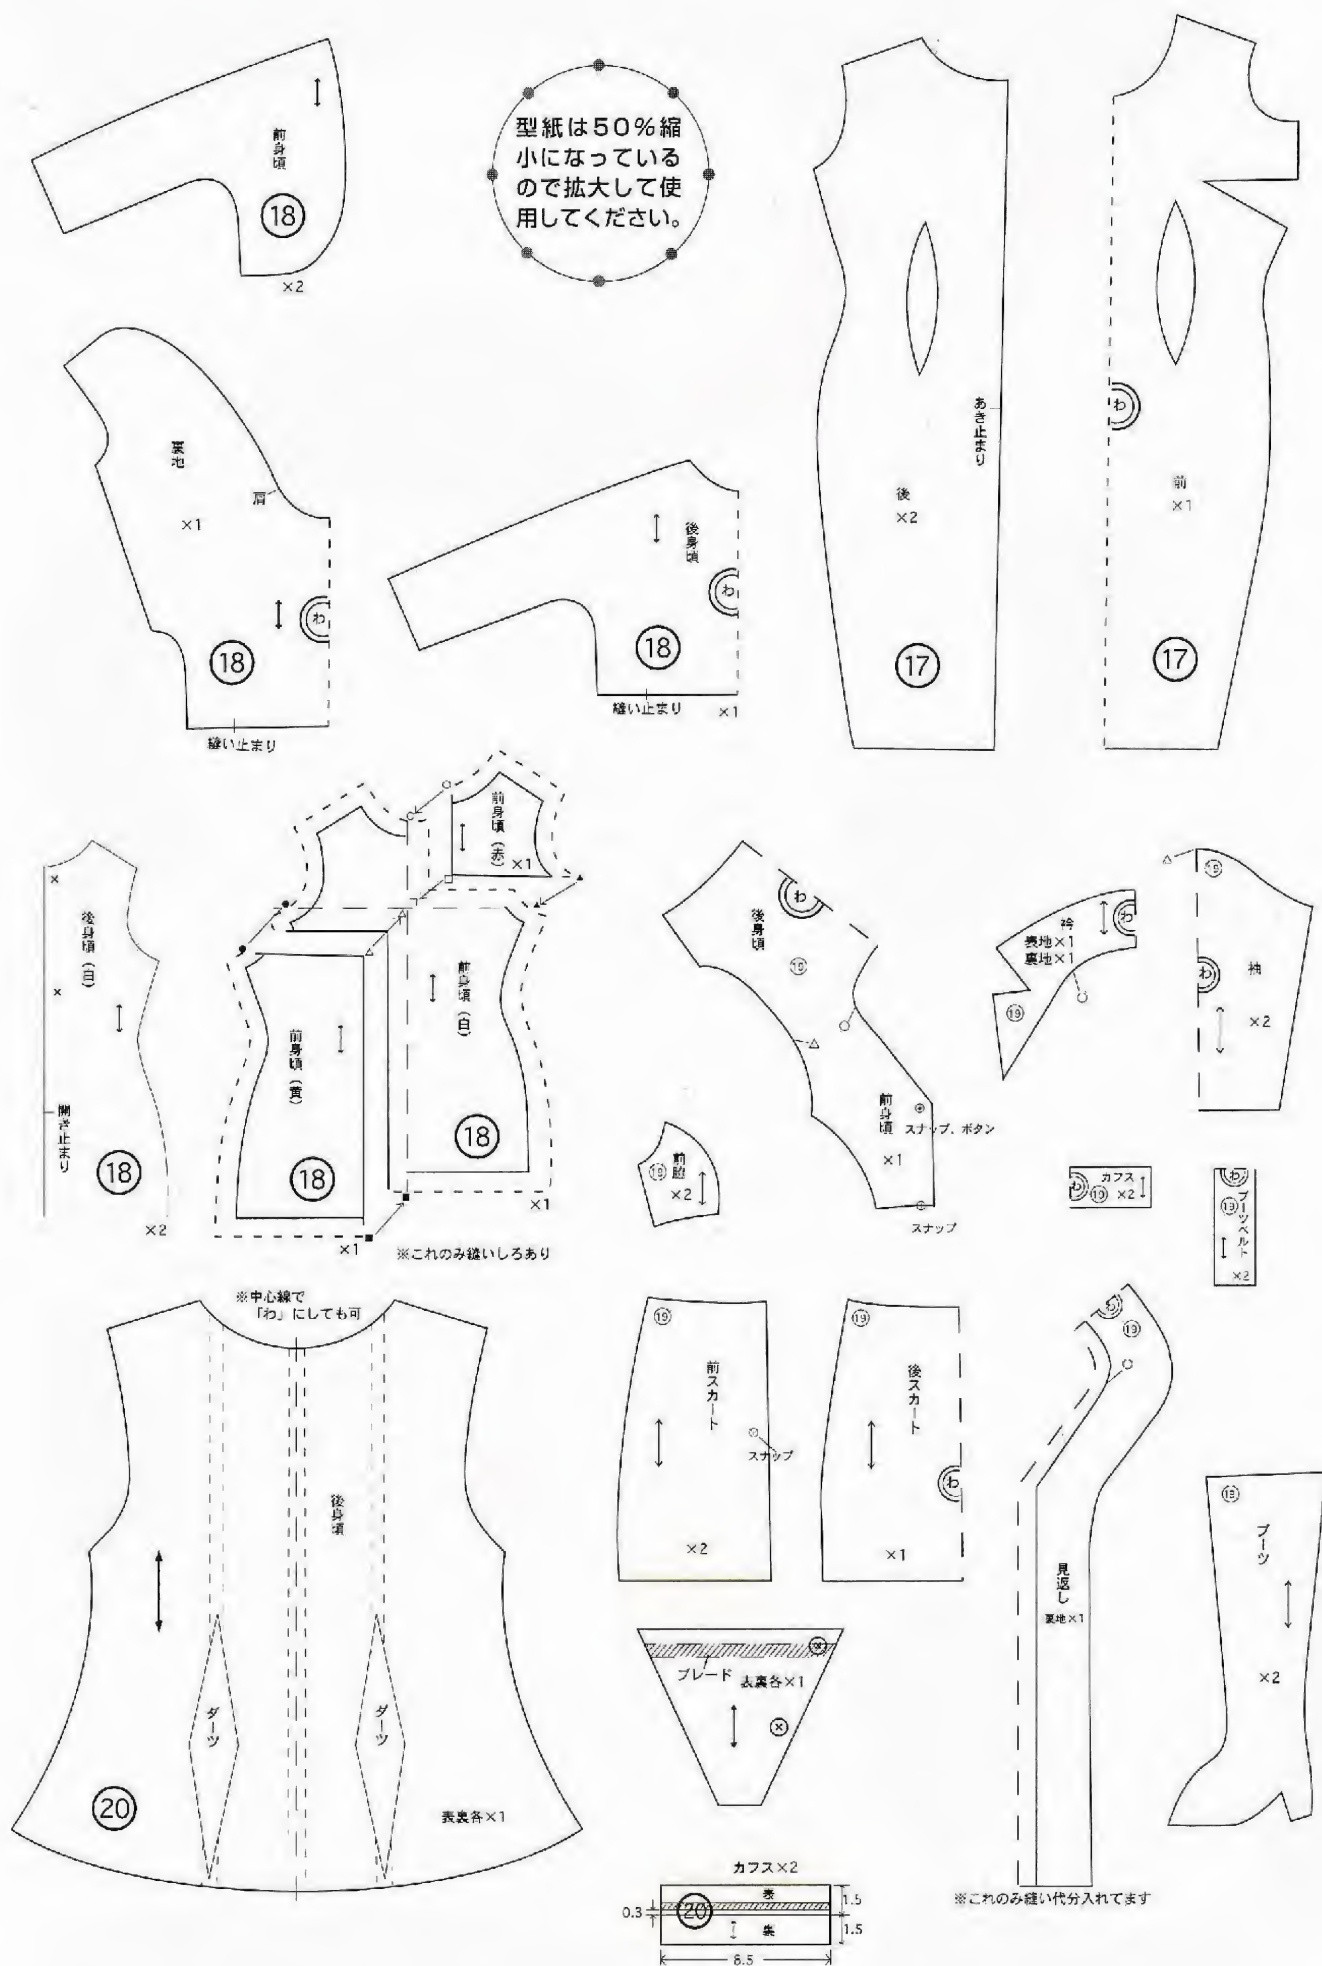 前身頃
18
×2
型紙は50%縮
小になっている
ので拡大して使
用してください。
裏地
×1
肩
わ
18
縫い止まり
後身頃
わ
18
縫い止まり
×1
あき止まり
後
×2
17
わ
前
×1
17
後身頃(白)
開き止まり
18
×2
前身頃(赤)
×1
前身頃(白)
18
×1
前身頃(黄)
18
×1
※これのみ縫いしろあり
わ
後身頃
19
前身頃
×1
スナップ、ボタン
スナップ
19
前脇
×2
衿
表地×1
裏地×1
わ
19
19
わ
袖
×2
わ
19
カフス
×2
わ
19
ブーツベルト
×2
※中心線で
「わ」にしても可
後身頃
ダーツ
ダーツ
20
表裏各×1
19
前スカート
スナップ
×2
19
後スカート
わ
×1
わ
19
見返し
裏地×1
※これのみ縫い代分入れてます
19
ブーツ
×2
ブレード
表裏各×1
カフス×2
表
20
裏
0.3
1.5
1.5
8.5